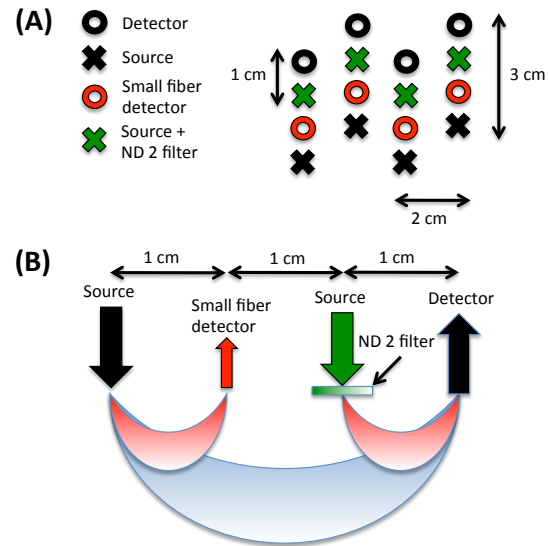 (A)
Detector
Source
Small fiber
detector
Source +
ND 2 filter
1 cm
3 cm
2 cm
(B)
1 cm
1 cm
1 cm
Source
Small fiber
detector
Source
Detector
ND 2 filter